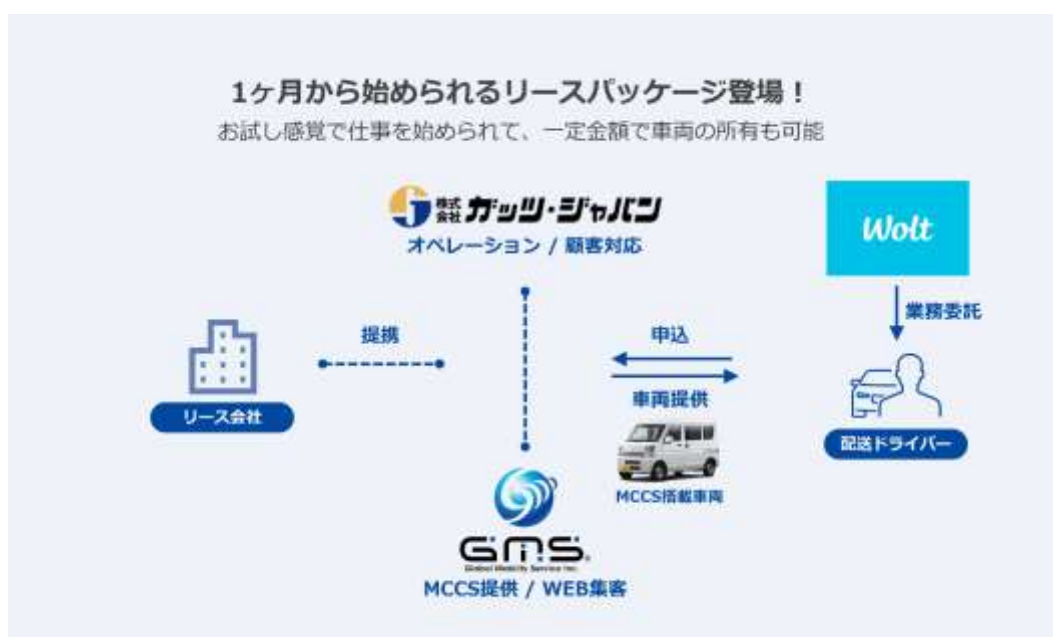 1ヶ月から始められるリースパッケージ登場！
お試し感覚で仕事を始められて、一定金額で車両の所有も可能
株式会社 ガッツ・ジャパン
オペレーション / 顧客対応
Wolt
業務委託
提携
申込
車両提供
リース会社
配送ドライバー
MCCS搭載車両
GMS
Global Mobility Service Inc.
MCCS提供 / WEB集客